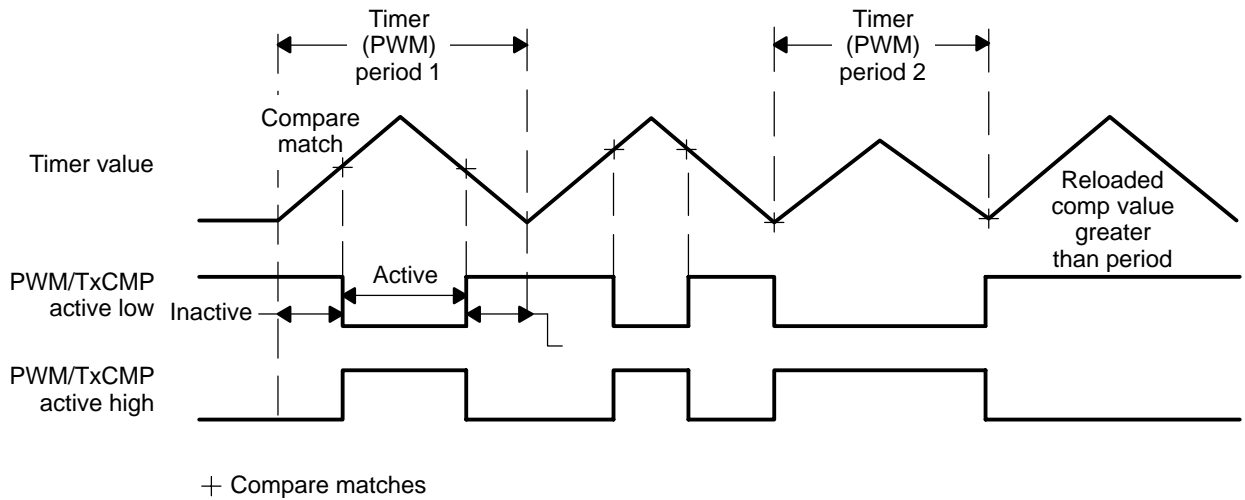 Timer
(PWM)
period 1
Timer
(PWM)
period 2
Compare
match
Timer value
Reloaded
comp value
greater
than period
PWM/TxCMP
active low
Active
Inactive
PWM/TxCMP
active high
+ Compare matches